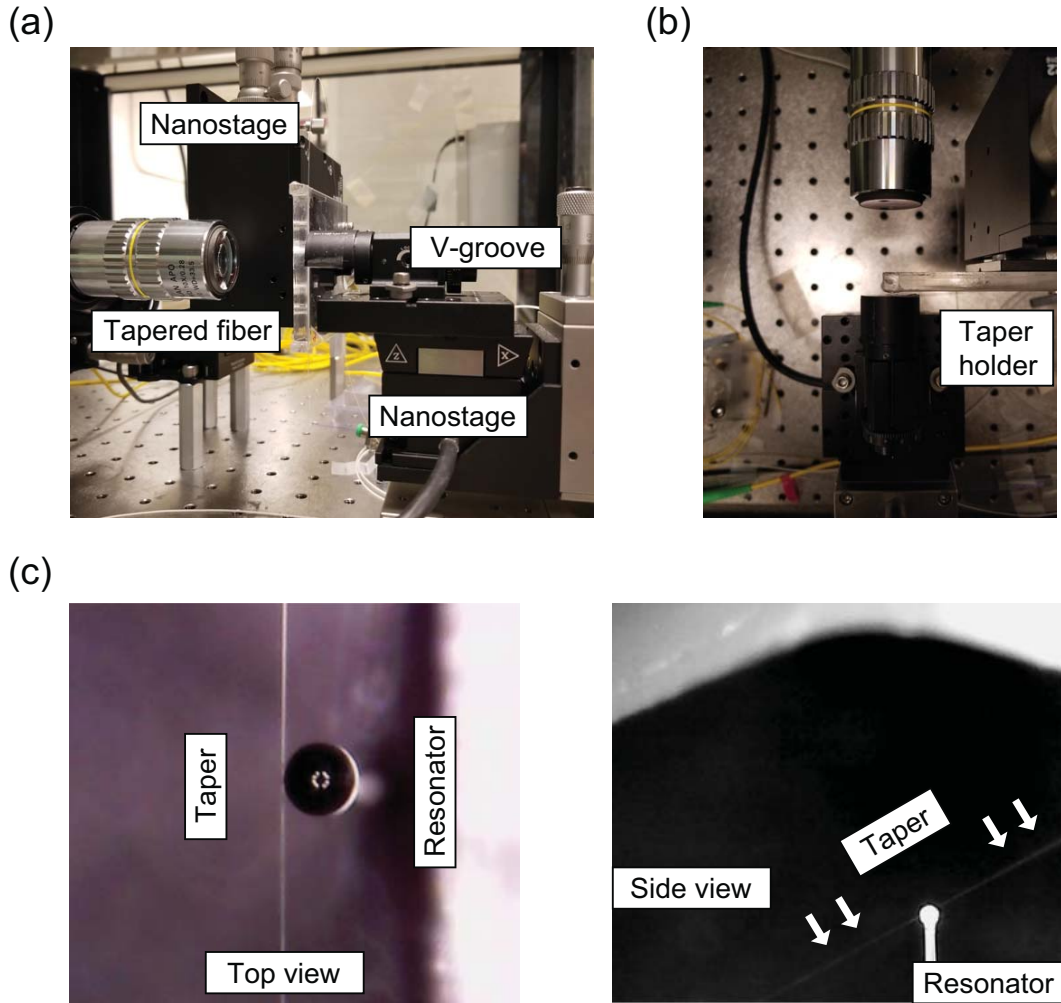 (a)
(b)
Nanostage
V-groove
Tapered fiber
Z
X
Nanostage
Taper
holder
(c)
Taper
Resonator
Top view
Taper
Side view
Resonator